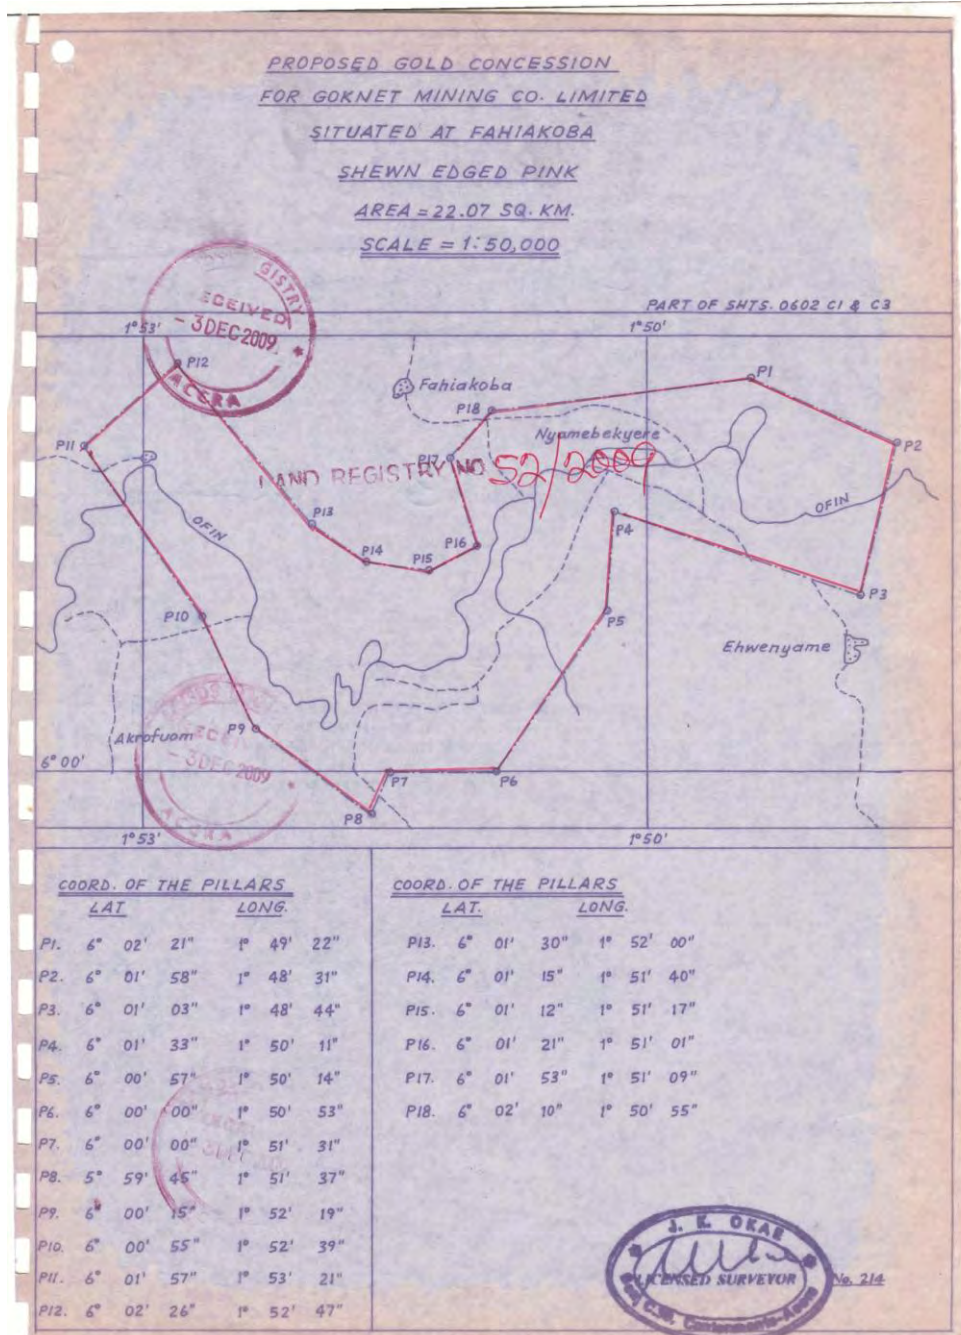 PROPOSED GOLD CONCESSION
FOR GOKNET MINING CO. LIMITED
SITUATED AT FAHIAKOBA
SHEWN EDGED PINK
AREA = 22.07 SQ. KM.
SCALE = 1:50,000
GISTRY
ECEIVED
- 3 DEC 2009
ACCRA
PART OF SHTS. 0602 C1 & C3
1° 53'
1° 50'
P12
P1
Fahiakoba
P18
P11
Nyamebekyere
P2
P17
LAND REGISTRY NO 52/2009
P13
OFIN
OFIN
P4
P16
P14
P15
P3
P10
P5
Ehwenyame
P9
Akrofuom
- 3 DEC 2009
ACCRA
6° 00'
P7
P6
P8
1° 53'
1° 50'
COORD. OF THE PILLARS
LAT LONG.
P1. 6° 02' 21" 1° 49' 22"
P2. 6° 01' 58" 1° 48' 31"
P3. 6° 01' 03" 1° 48' 44"
P4. 6° 01' 33" 1° 50' 11"
P5. 6° 00' 57" 1° 50' 14"
P6. 6° 00' 00" 1° 50' 53"
P7. 6° 00' 00" 1° 51' 31"
P8. 5° 59' 45" 1° 51' 37"
P9. 6° 00' 15" 1° 52' 19"
P10. 6° 00' 55" 1° 52' 39"
P11. 6° 01' 57" 1° 53' 21"
P12. 6° 02' 26" 1° 52' 47"
COORD. OF THE PILLARS
LAT. LONG.
P13. 6° 01' 30" 1° 52' 00"
P14. 6° 01' 15" 1° 51' 40"
P15. 6° 01' 12" 1° 51' 17"
P16. 6° 01' 21" 1° 51' 01"
P17. 6° 01' 53" 1° 51' 09"
P18. 6° 02' 10" 1° 50' 55"
J. K. OKAE
LICENSED SURVEYOR
No. 214